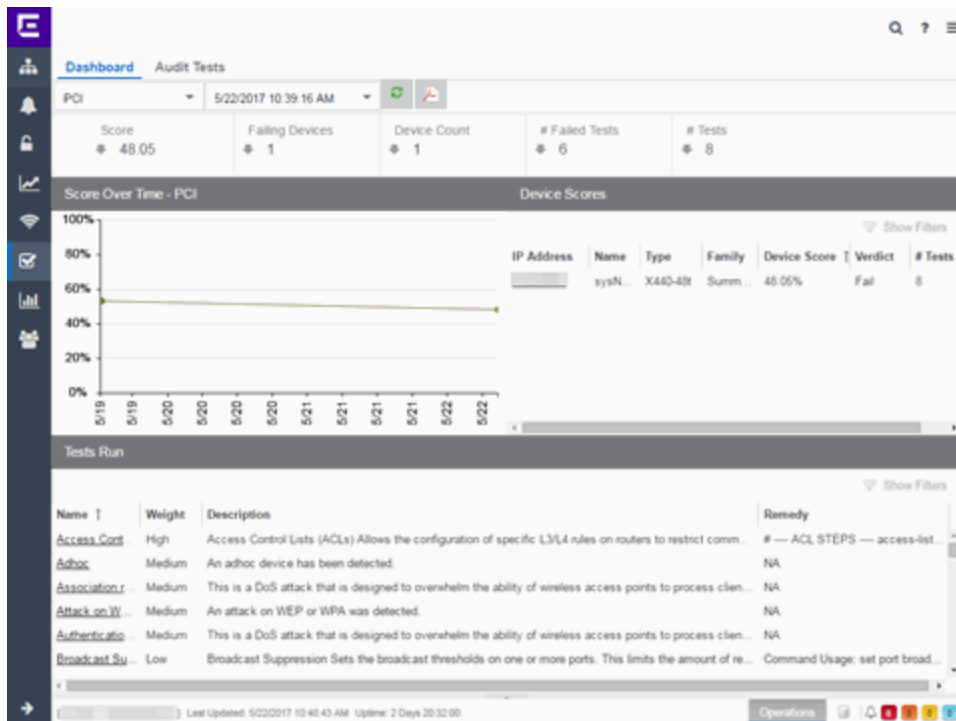 E
?
Dashboard Audit Tests
PCI 5/22/2017 10:39:16 AM
Score Failing Devices Device Count # Failed Tests # Tests
48.05 1 1 6 8
Score Over Time - PCI Device Scores
100%
80%
60%
40%
20%
0%
5/19 5/19 5/20 5/20 5/20 5/20 5/21 5/21 5/21 5/21 5/22 5/22
Show Filters
IP Address Name Type Family Device Score Verdict # Tests
sysN... X440-48t Summ... 48.05% Fail 8
Tests Run
Show Filters
Name Weight Description Remedy
Access Cont... High Access Control Lists (ACLs) Allows the configuration of specific L3/L4 rules on routers to restrict comm... # — ACL STEPS — access-list...
Adhoc Medium An adhoc device has been detected. NA
Association r... Medium This is a DoS attack that is designed to overwhelm the ability of wireless access points to process clien... NA
Attack on W... Medium An attack on WEP or WPA was detected. NA
Authenticatio... Medium This is a DoS attack that is designed to overwhelm the ability of wireless access points to process clien... NA
Broadcast Su... Low Broadcast Suppression Sets the broadcast thresholds on one or more ports. This limits the amount of re... Command Usage: set port broad...
Last Updated: 5/22/2017 10:48:43 AM Uptime: 2 Days 20:32:00 Operations 0 0 0